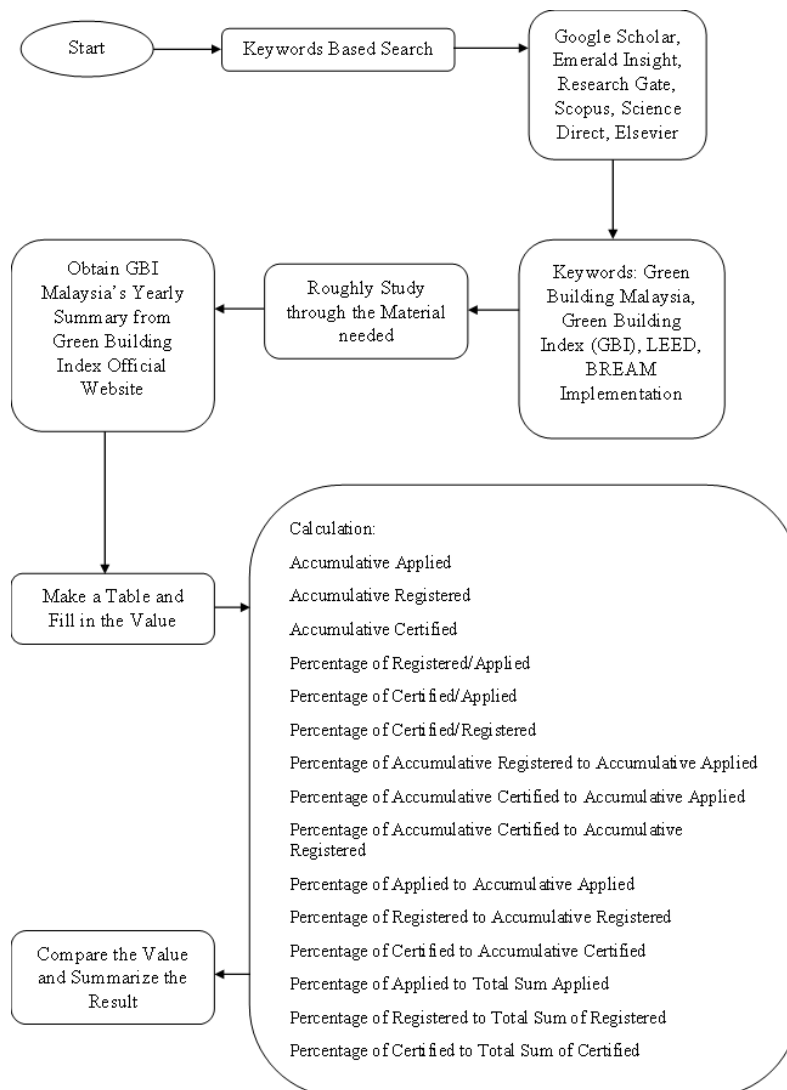 Start
Keywords Based Search
Google Scholar,
Emerald Insight,
Research Gate,
Scopus, Science
Direct, Elsevier
Keywords: Green
Building Malaysia,
Green Building
Index (GBI), LEED,
BREAM
Implementation
Roughly Study
through the Material
needed
Obtain GBI
Malaysia’s Yearly
Summary from
Green Building
Index Official
Website
Make a Table and
Fill in the Value
Calculation:
Accumulative Applied
Accumulative Registered
Accumulative Certified
Percentage of Registered/Applied
Percentage of Certified/Applied
Percentage of Certified/Registered
Percentage of Accumulative Registered to Accumulative Applied
Percentage of Accumulative Certified to Accumulative Applied
Percentage of Accumulative Certified to Accumulative
Registered
Percentage of Applied to Accumulative Applied
Percentage of Registered to Accumulative Registered
Percentage of Certified to Accumulative Certified
Percentage of Applied to Total Sum Applied
Percentage of Registered to Total Sum of Registered
Percentage of Certified to Total Sum of Certified
Compare the Value
and Summarize the
Result